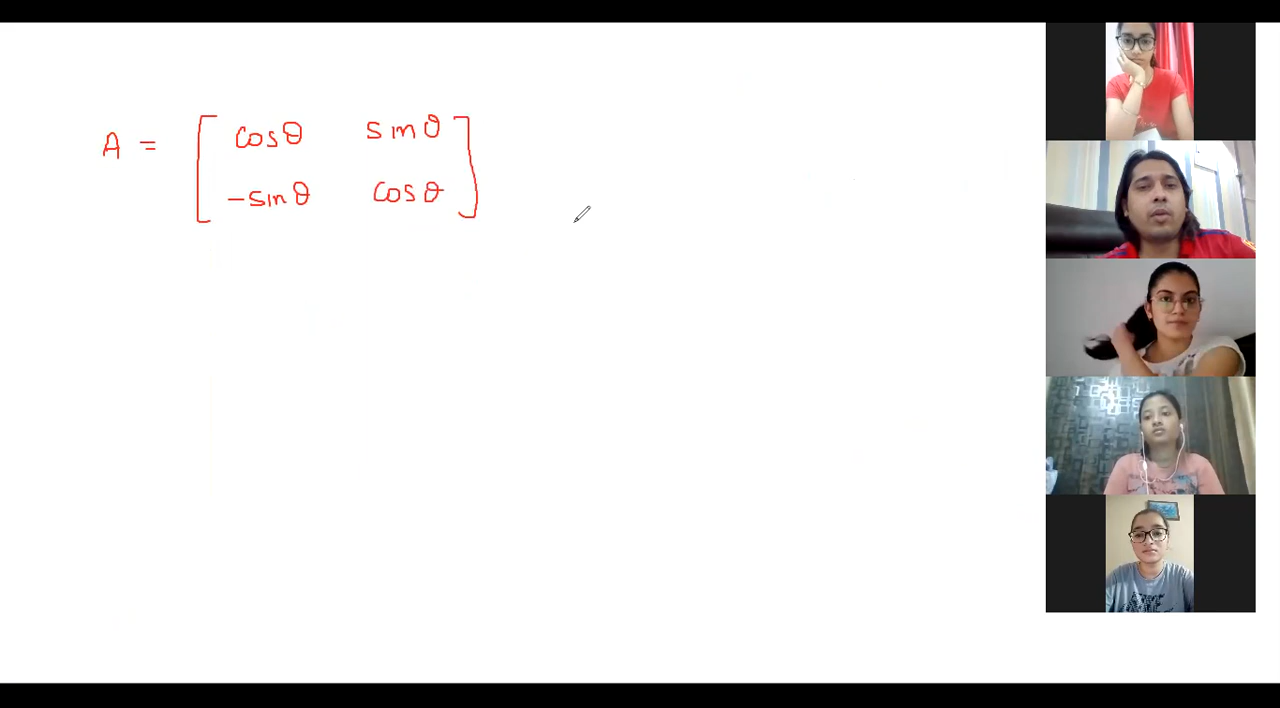 A = [ cosθ sinθ
-sinθ cosθ ]